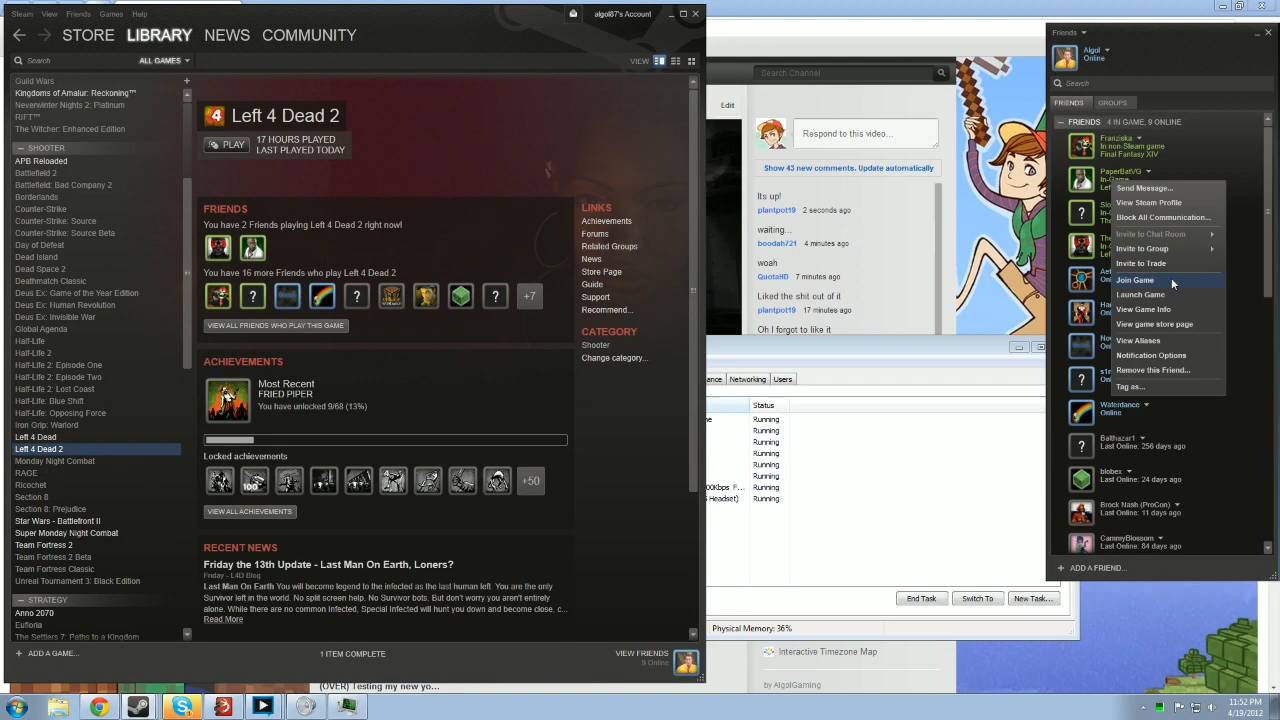 Steam View Friends Games Help
algol87's Account
STORE LIBRARY NEWS COMMUNITY
Search
ALL GAMES
VIEW
Guild Wars
Kingdoms of Amalur: Reckoning™
Neverwinter Nights 2: Platinum
RIFT™
The Witcher: Enhanced Edition
SHOOTER
APB Reloaded
Battlefield 2
Battlefield: Bad Company 2
Borderlands
Counter-Strike
Counter-Strike: Source
Counter-Strike: Source Beta
Day of Defeat
Dead Island
Dead Space 2
Deathmatch Classic
Deus Ex: Game of the Year Edition
Deus Ex: Human Revolution
Deus Ex: Invisible War
Global Agenda
Half-Life
Half-Life 2
Half-Life 2: Episode One
Half-Life 2: Episode Two
Half-Life 2: Lost Coast
Half-Life: Blue Shift
Half-Life: Opposing Force
Iron Grip: Warlord
Left 4 Dead
Left 4 Dead 2
Monday Night Combat
RAGE
Ricochet
Section 8
Section 8: Prejudice
Star Wars - Battlefront II
Super Monday Night Combat
Team Fortress 2
Team Fortress 2 Beta
Team Fortress Classic
Unreal Tournament 3: Black Edition
STRATEGY
Anno 2070
Eufloria
The Settlers 7: Paths to a Kingdom
ADD A GAME...
Left 4 Dead 2
PLAY
17 HOURS PLAYED
LAST PLAYED TODAY
FRIENDS
You have 2 Friends playing Left 4 Dead 2 right now!
You have 16 more Friends who play Left 4 Dead 2
+7
VIEW ALL FRIENDS WHO PLAY THIS GAME
ACHIEVEMENTS
Most Recent
FRIED PIPER
You have unlocked 9/68 (13%)
Locked achievements
100
+50
VIEW ALL ACHIEVEMENTS
RECENT NEWS
Friday the 13th Update - Last Man On Earth, Loners?
Friday - L4D Blog
Last Man On Earth You will become legend to the infected as the last human left. You are the only
Survivor left in the world. No split screen help. No Survivor bots. But don't worry you aren't
entirely alone. While there are no common Infected, Special Infected will hunt you down and become close, c...
Read More
LINKS
Achievements
Forums
Related Groups
News
Store Page
Guide
Support
Recommend...
CATEGORY
Shooter
Change category...
1 ITEM COMPLETE
VIEW FRIENDS
9 Online
(OVER) Testing my new yo...
Search Channel
Edit
Respond to this video...
Show 43 new comments. Update automatically
Its up!
plantpot19 2 seconds ago
waiting...
boodah721 4 minutes ago
woah
QuotaHD 7 minutes ago
Liked the shit out of it
plantpot19 17 minutes ago
Oh I forgot to like it
Networking Users
Status
Running
Running
Running
Running
Running
Running
Running
Running
End Task Switch To New Task...
Physical Memory: 36%
Interactive Timezone Map
by AlgolGaming
Friends
Algol
Online
Search
FRIENDS GROUPS
FRIENDS 4 IN GAME, 9 ONLINE
Franziska
In non-Steam game
Final Fantasy XIV
PaperBatVG
In-Game
Send Message...
View Steam Profile
Block All Communication...
Invite to Chat Room
Invite to Group
Invite to Trade
Join Game
Launch Game
View Game Info
View game store page
View Aliases
Notification Options
Remove this Friend...
Tag as...
Waterdance
Online
Balthazar1
Last Online: 256 days ago
blobex
Last Online: 24 days ago
Brock Nash (ProCon)
Last Online: 11 days ago
CammyBlossom
Last Online: 84 days ago
ADD A FRIEND...
11:52 PM
4/19/2012